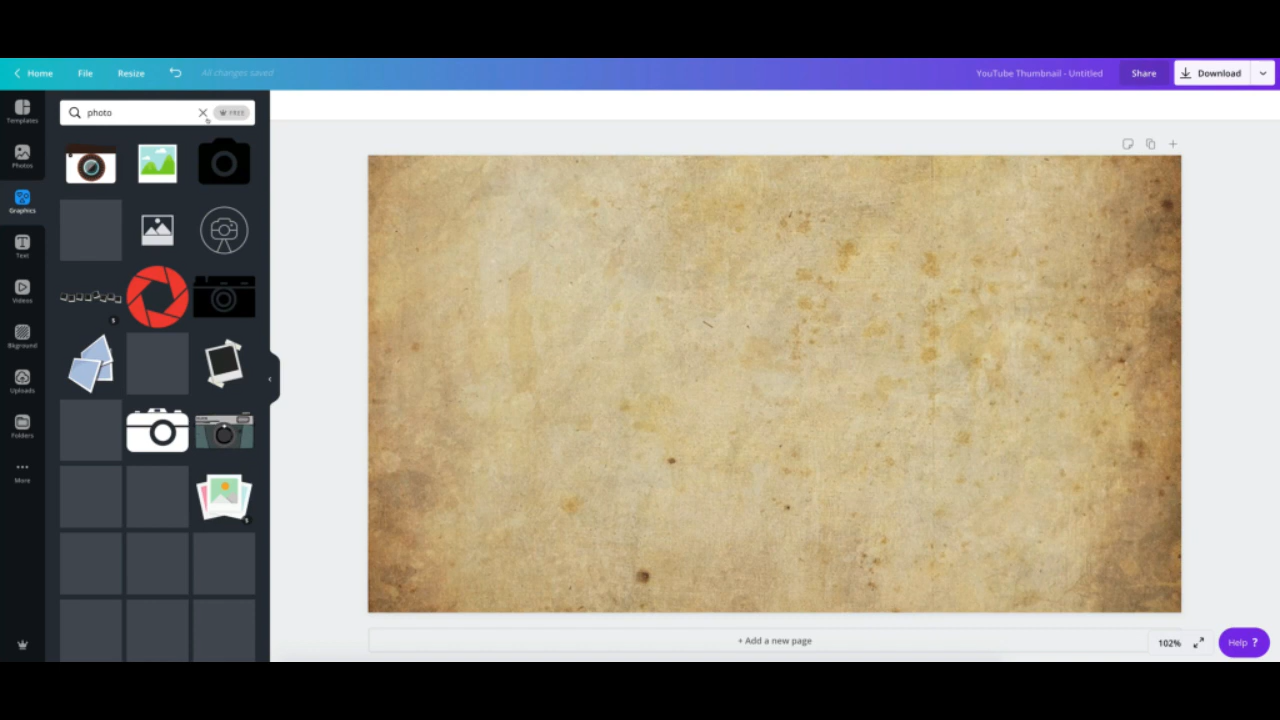 Home File Resize All changes saved YouTube Thumbnail - Untitled Share Download
photo FREE
Templates
Photos
Graphics
Text
Videos
Bkground
Uploads
Folders
More
$
$
+ Add a new page
102%
Help ?